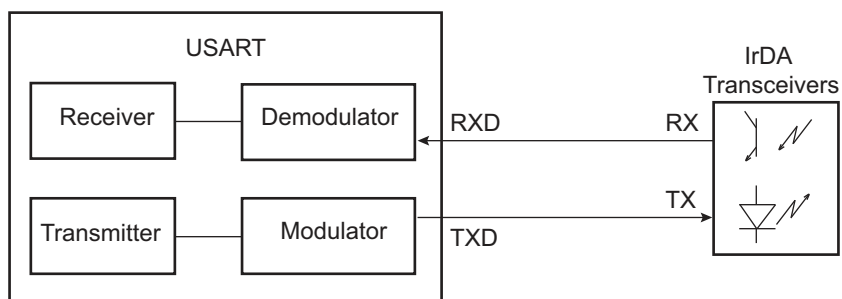 USART
IrDA
Transceivers
Receiver
Demodulator
RXD
RX
Transmitter
Modulator
TXD
TX